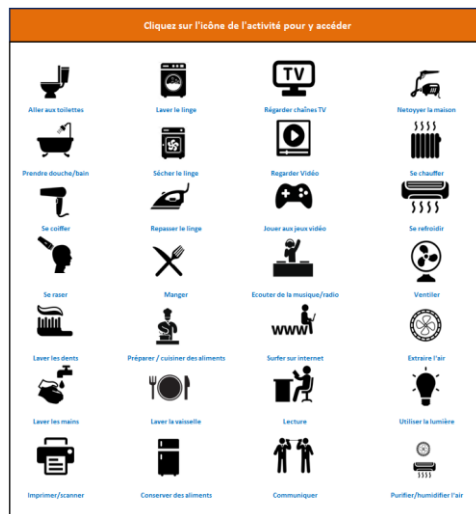 Cliquez sur l'icône de l'activité pour y accéder
TV
Aller aux toilettes Laver le linge Régarder chaînes TV Netoyyer la maison
Prendre douche/bain Sécher le linge Regarder Vidéo Se chauffer
Se coiffer Repasser le linge Jouer aux jeux vidéo Se refroidir
Se raser Manger Ecouter de la musique/radio Ventiler
www
Laver les dents Préparer / cuisiner des aliments Surfer sur internet Extraire l'air
Laver les mains Laver la vaisselle Lecture Utiliser la lumière
Imprimer/scanner Conserver des aliments Communiquer Purifier/humidifier l'air